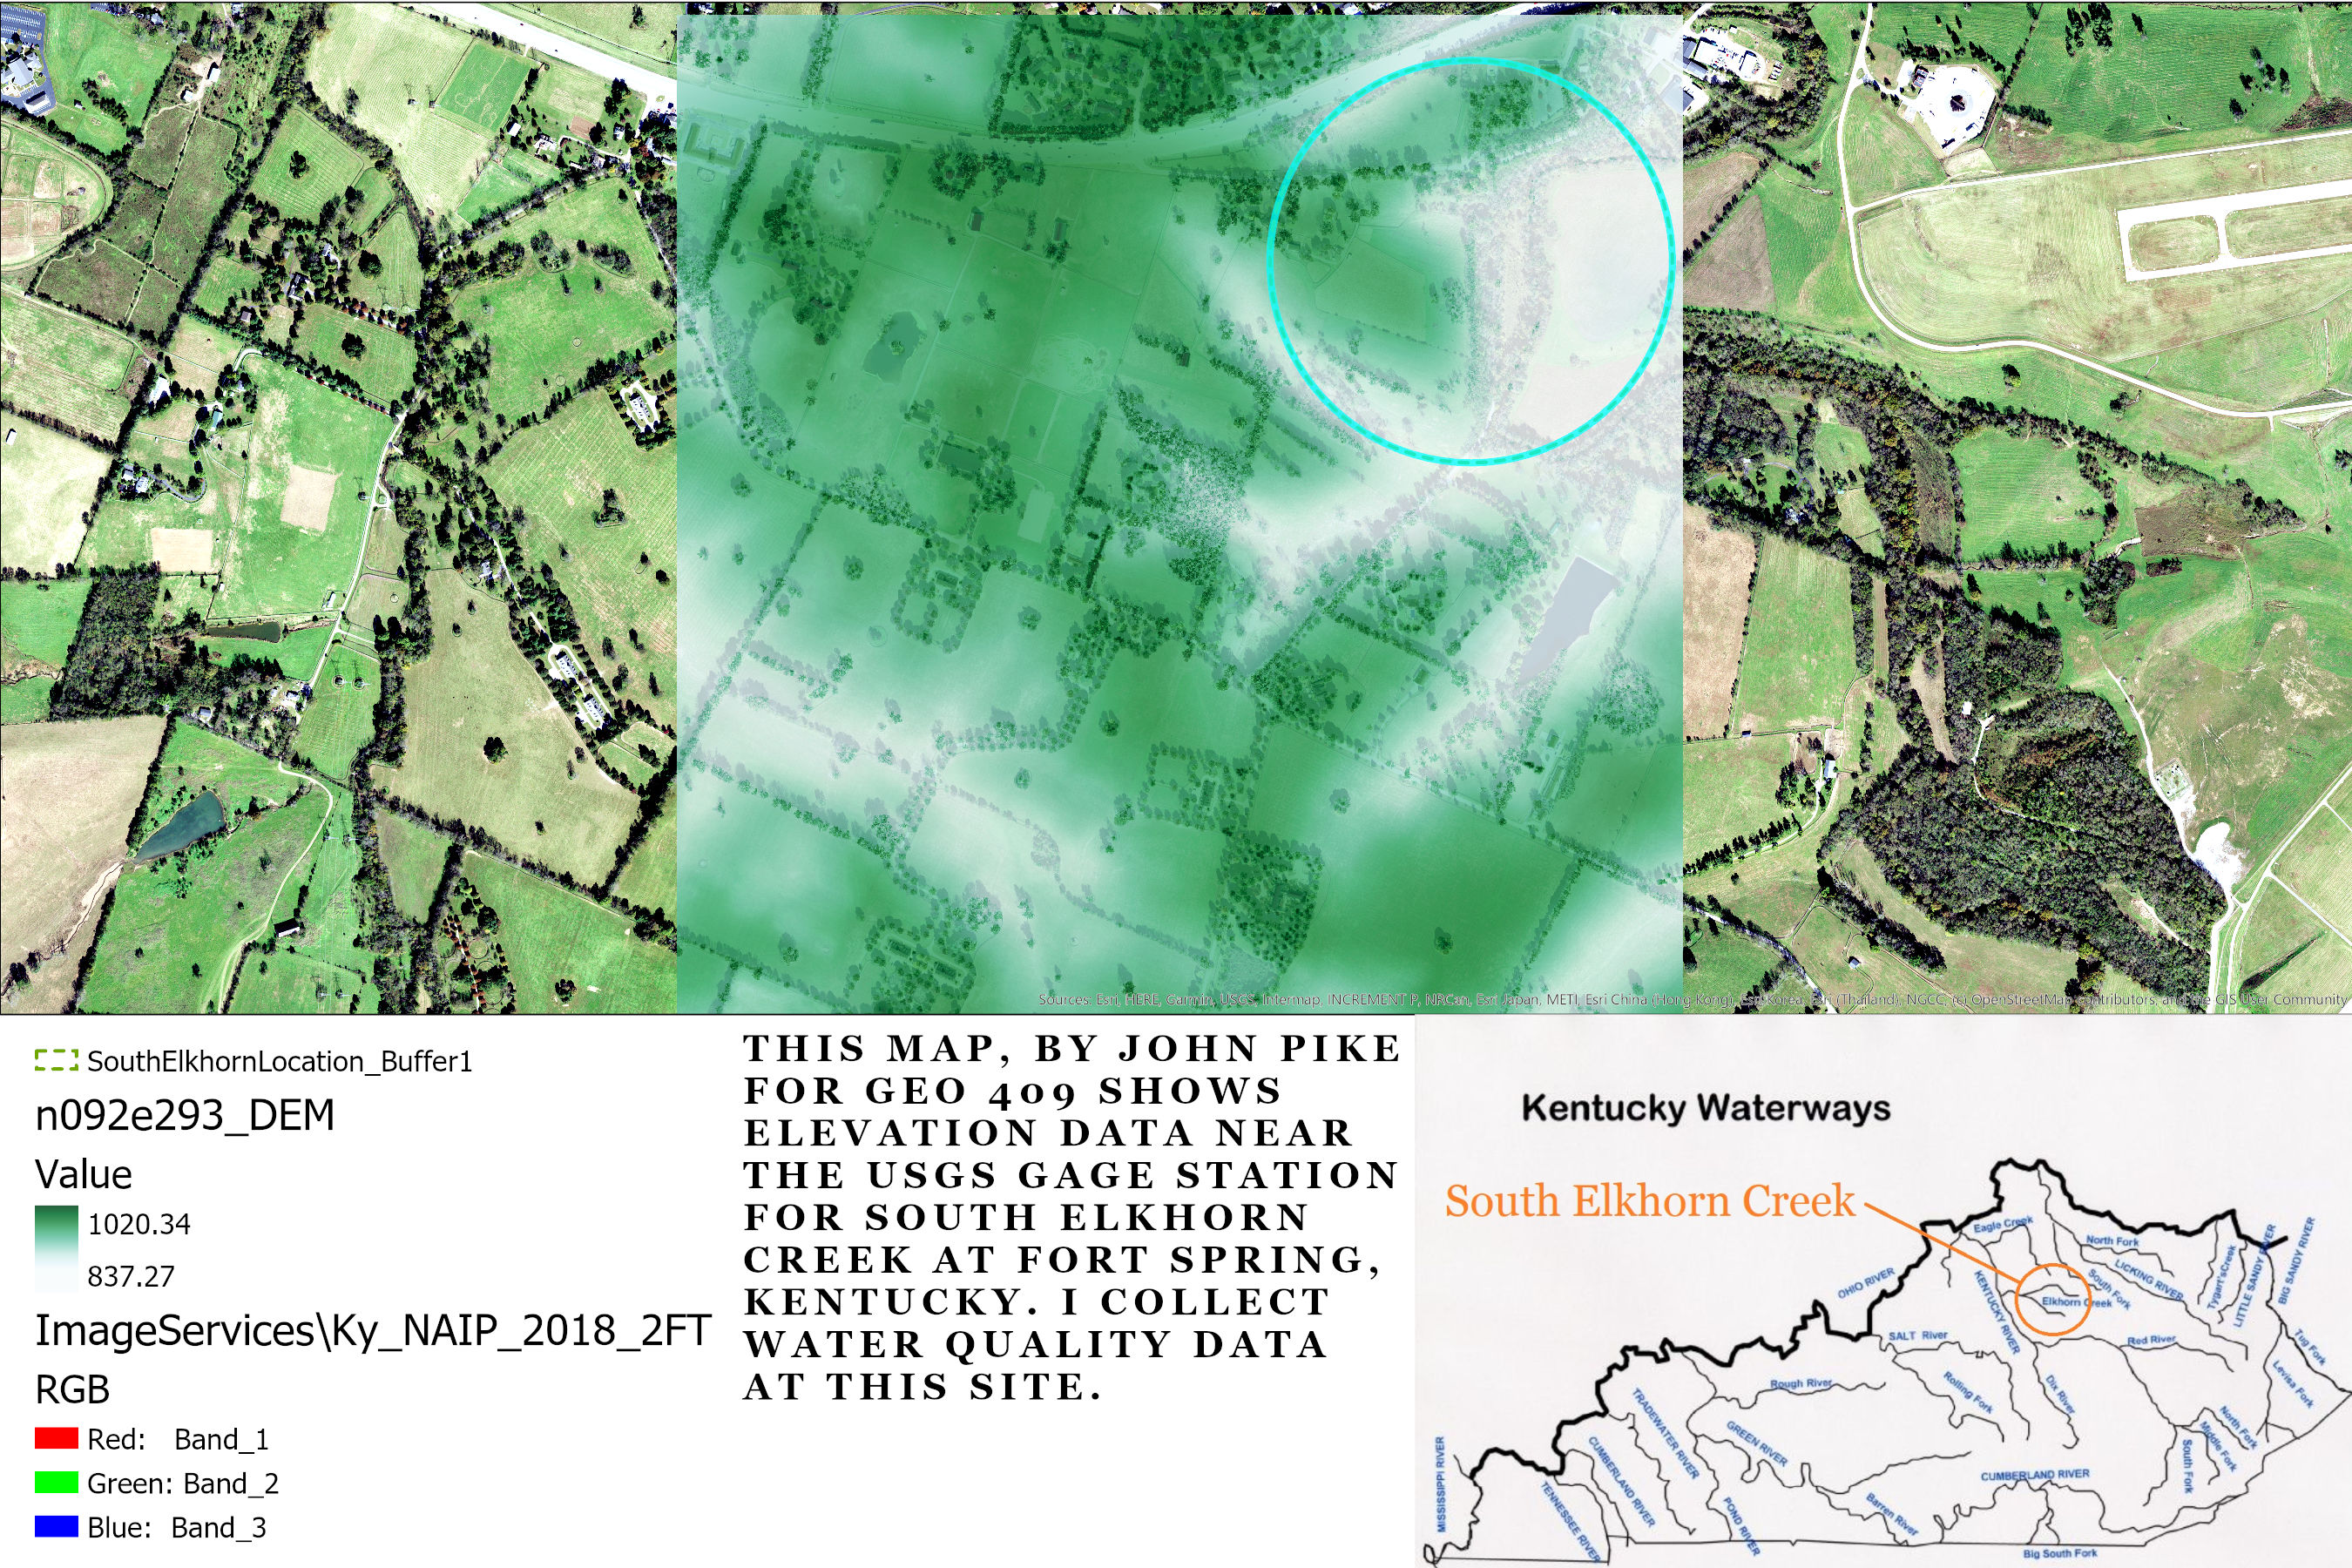 Sources: Esri, HERE, Garmin, USGS, Intermap, INCREMENT P, NRCan, Esri Japan, METI, Esri China (Hong Kong), Esri Korea, Esri (Thailand), NGCC, (c) OpenStreetMap contributors, and the GIS User Community
SouthElkhornLocation_Buffer1
n092e293_DEM
Value
1020.34
837.27
ImageServices\Ky_NAIP_2018_2FT
RGB
Red: Band_1
Green: Band_2
Blue: Band_3
THIS MAP, BY JOHN PIKE
FOR GEO 409 SHOWS
ELEVATION DATA NEAR
THE USGS GAGE STATION
FOR SOUTH ELKHORN
CREEK AT FORT SPRING,
KENTUCKY. I COLLECT
WATER QUALITY DATA
AT THIS SITE.
Kentucky Waterways
South Elkhorn Creek
Eagle Creek
North Fork
LICKING RIVER
South Fork
Tygart'sCreek
LITTLE SANDY RIVER
BIG SANDY RIVER
OHIO RIVER
KENTUCKY RIVER
Elkhorn Creek
SALT River
Red River
Tug Fork
Levisa Fork
Rough River
Rolling Fork
Dix River
TRADEWATER RIVER
GREEN RIVER
North Fork
Middle Fork
South Fork
MISSISSIPPI RIVER
CUMBERLAND RIVER
CUMBERLAND RIVER
TENNESSEE RIVER
POND RIVER
Barren River
Big South Fork